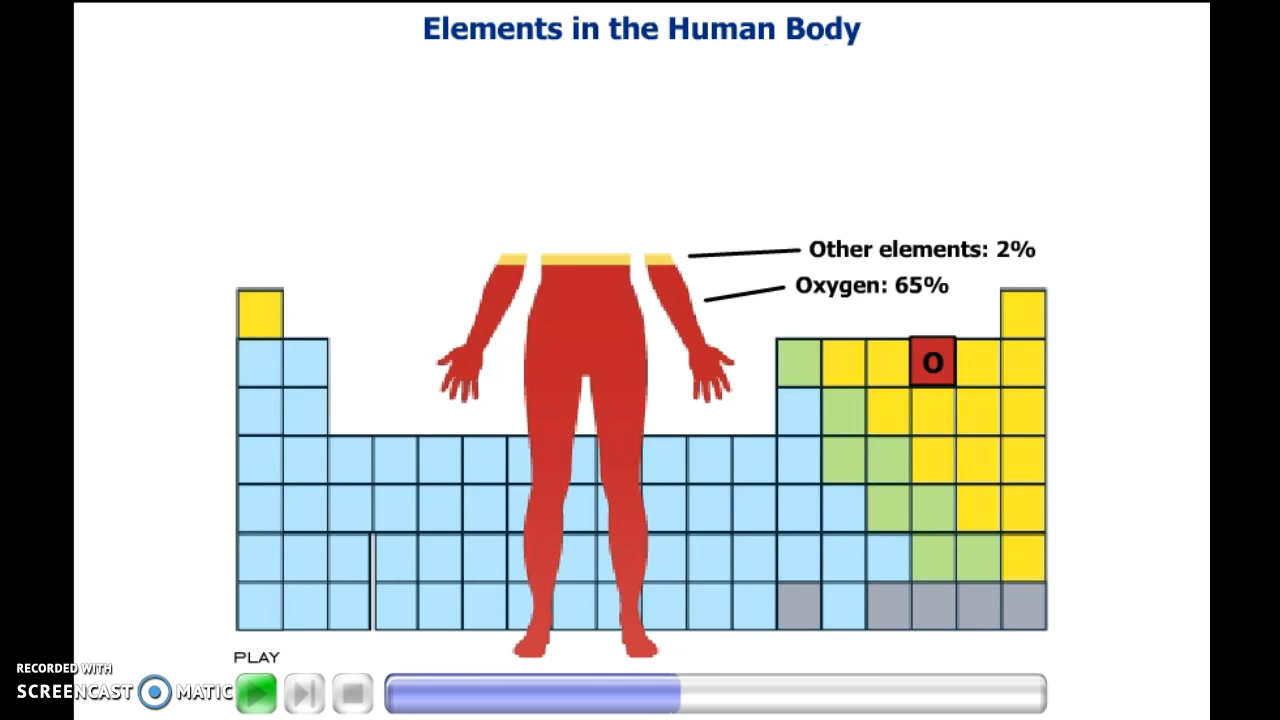 Elements in the Human Body
Other elements: 2%
Oxygen: 65%
O
PLAY
RECORDED WITH
SCREENCAST MATIC